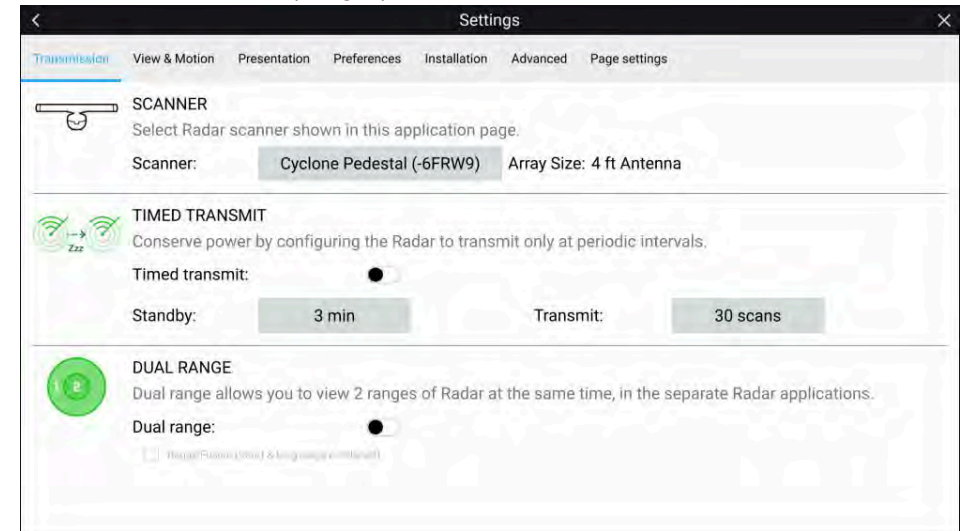 Settings
Transmission View & Motion Presentation Preferences Installation Advanced Page settings
SCANNER
Select Radar scanner shown in this application page.
Scanner: Cyclone Pedestal (-6FRW9) Array Size: 4 ft Antenna
TIMED TRANSMIT
Zzz
Conserve power by configuring the Radar to transmit only at periodic intervals.
Timed transmit:
Standby: 3 min Transmit: 30 scans
DUAL RANGE
1 2
Dual range allows you to view 2 ranges of Radar at the same time, in the separate Radar applications.
Dual range: